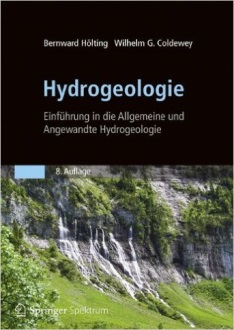 Bernward Hölting Wilhelm G. Coldewey
Hydrogeologie
Einführung in die Allgemeine und
Angewandte Hydrogeologie
8. Auflage
Springer Spektrum